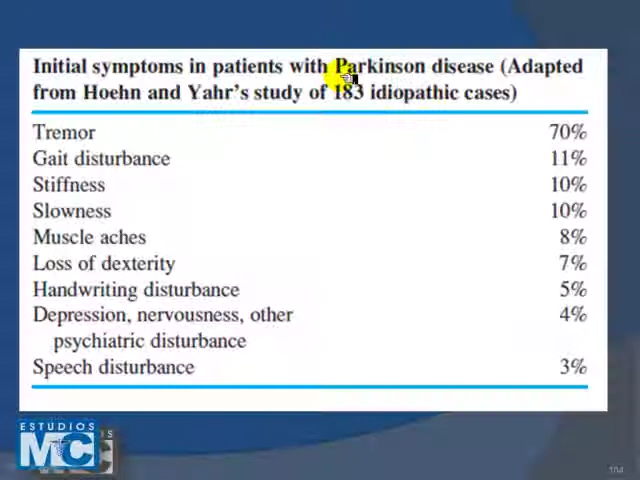 Initial symptoms in patients with Parkinson disease (Adapted
from Hoehn and Yahr's study of 183 idiopathic cases)
Tremor 70%
Gait disturbance 11%
Stiffness 10%
Slowness 10%
Muscle aches 8%
Loss of dexterity 7%
Handwriting disturbance 5%
Depression, nervousness, other 4%
psychiatric disturbance
Speech disturbance 3%
ESTUDIOS
MC
104